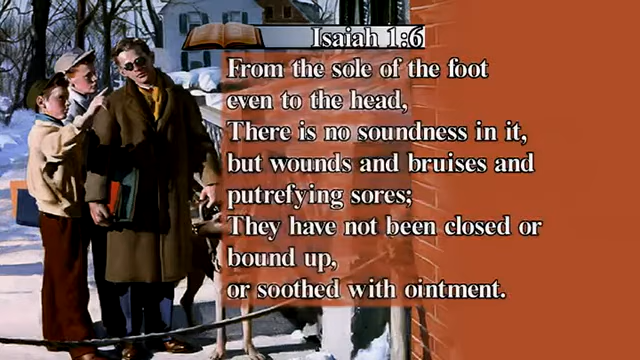 Isaiah 1:6
From the sole of the foot
even to the head,
There is no soundness in it,
but wounds and bruises and
putrefying sores;
They have not been closed or
bound up,
or soothed with ointment.